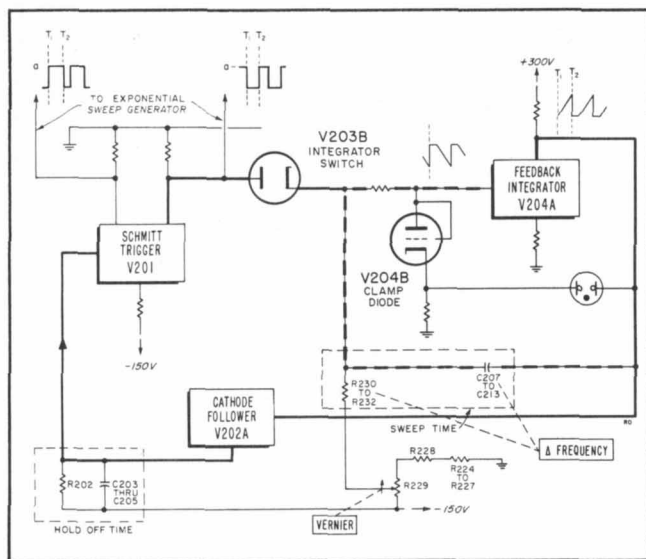 T₁ T₂
a
T₁ T₂
a
TO EXPONENTIAL
SWEEP GENERATOR
+300V
T₁ T₂
V203B
INTEGRATOR
SWITCH
FEEDBACK
INTEGRATOR
V204A
SCHMITT
TRIGGER
V201
V204B
CLAMP
DIODE
-150V
R230
TO
R232
C207
TO
C213
CATHODE
FOLLOWER
V202A
SWEEP TIME
Δ FREQUENCY
R202
C203
THRU
C205
R228
R224
TO
R227
R229
-150V
VERNIER
HOLD OFF TIME